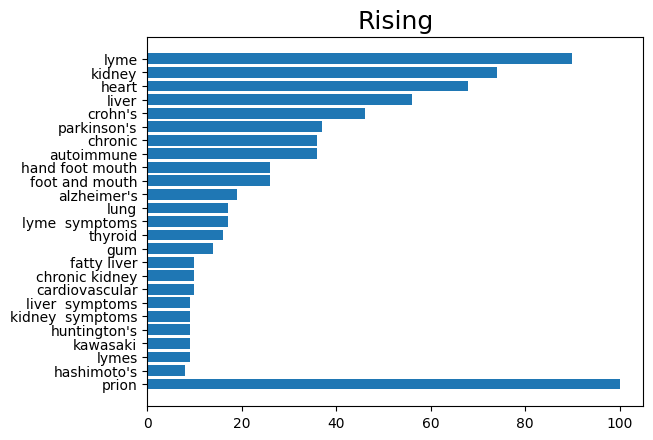 Rising
lyme
kidney
heart
liver
crohn's
parkinson's
chronic
autoimmune
hand foot mouth
foot and mouth
alzheimer's
lung
lyme  symptoms
thyroid
gum
fatty liver
chronic kidney
cardiovascular
liver  symptoms
kidney  symptoms
huntington's
kawasaki
lymes
hashimoto's
prion
0 20 40 60 80 100